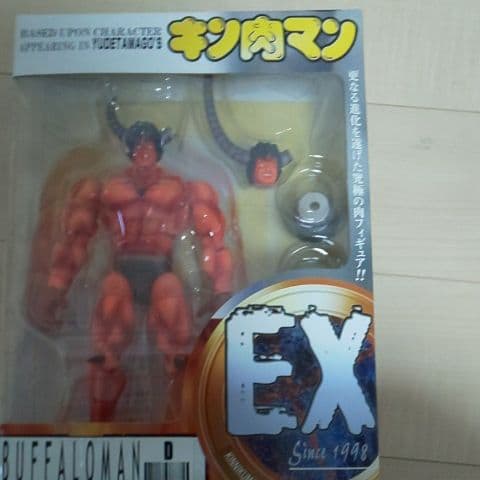 BASED UPON CHARACTER
APPEARING IN YUDETAMAGO'S
キン肉マン
更なる進化を遂げた究極の肉フィギュア!!
EX
Since 1998
BUFFALOMAN D